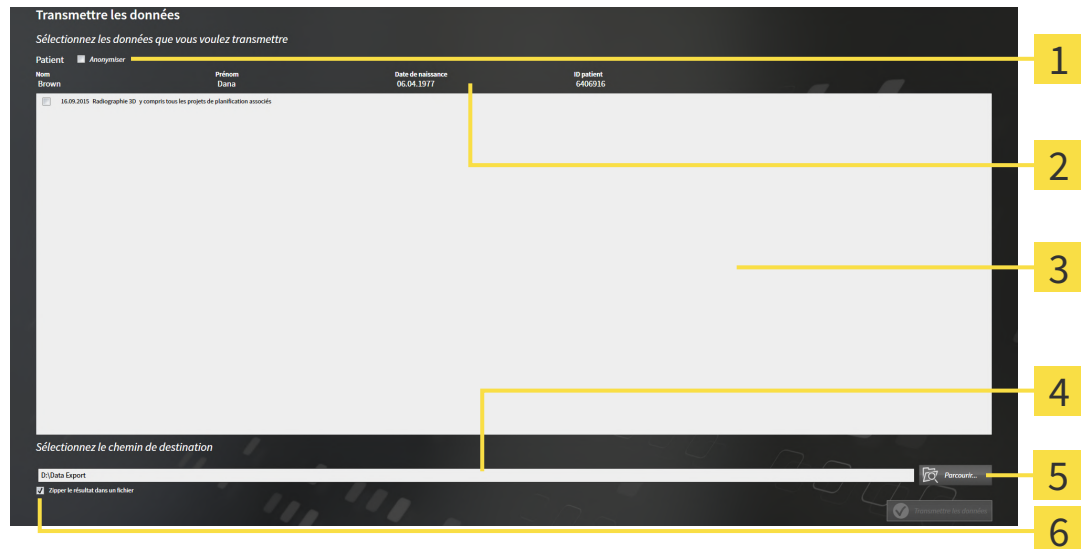 Transmettre les données
Sélectionnez les données que vous voulez transmettre
Patient Anonymiser
1
Nom Prénom Date de naissance ID patient
Brown Dana 06.04.1977 6406916
16.09.2015 Radiographie 3D y compris tous les projets de planification associés
2
3
4
Sélectionnez le chemin de destination
D:\Data Export Parcourir...
5
Zipper le résultat dans un fichier
Transmettre les données
6